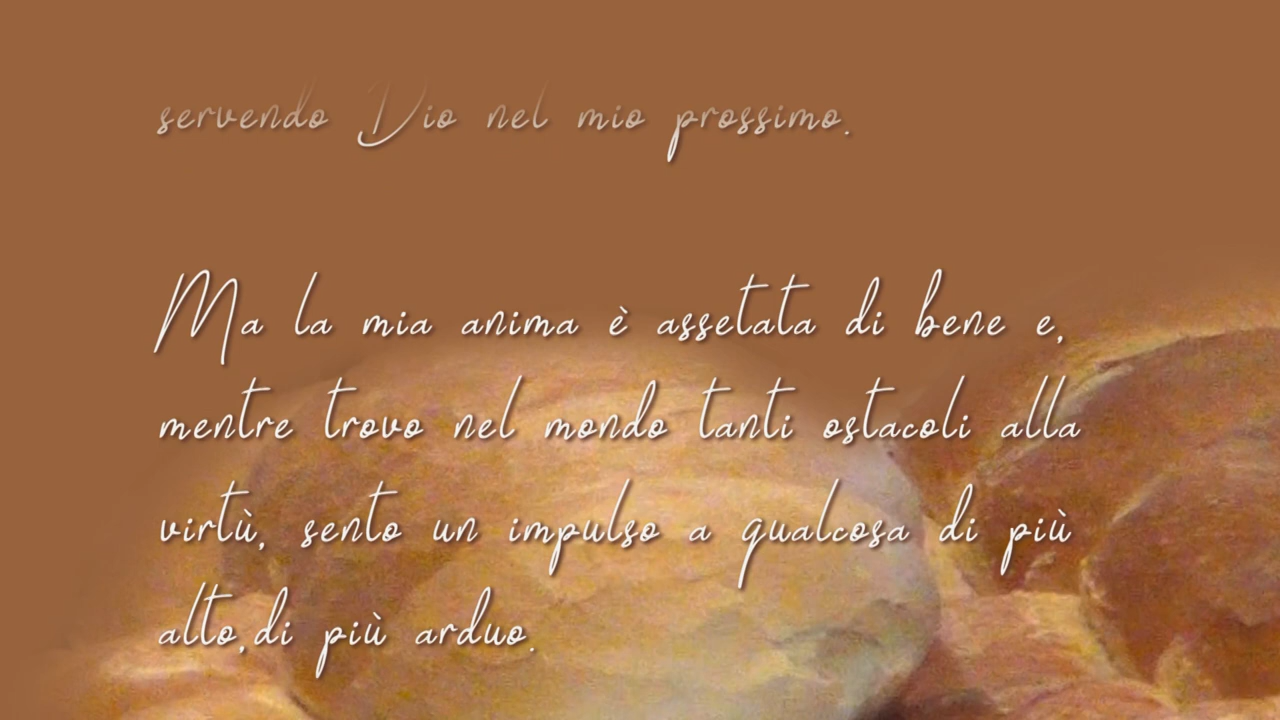 servendo Dio nel mio prossimo.
Ma la mia anima è assetata di bene e,
mentre trovo nel mondo tanti ostacoli alla
virtù, sento un impulso a qualcosa di più
alto,di più arduo.